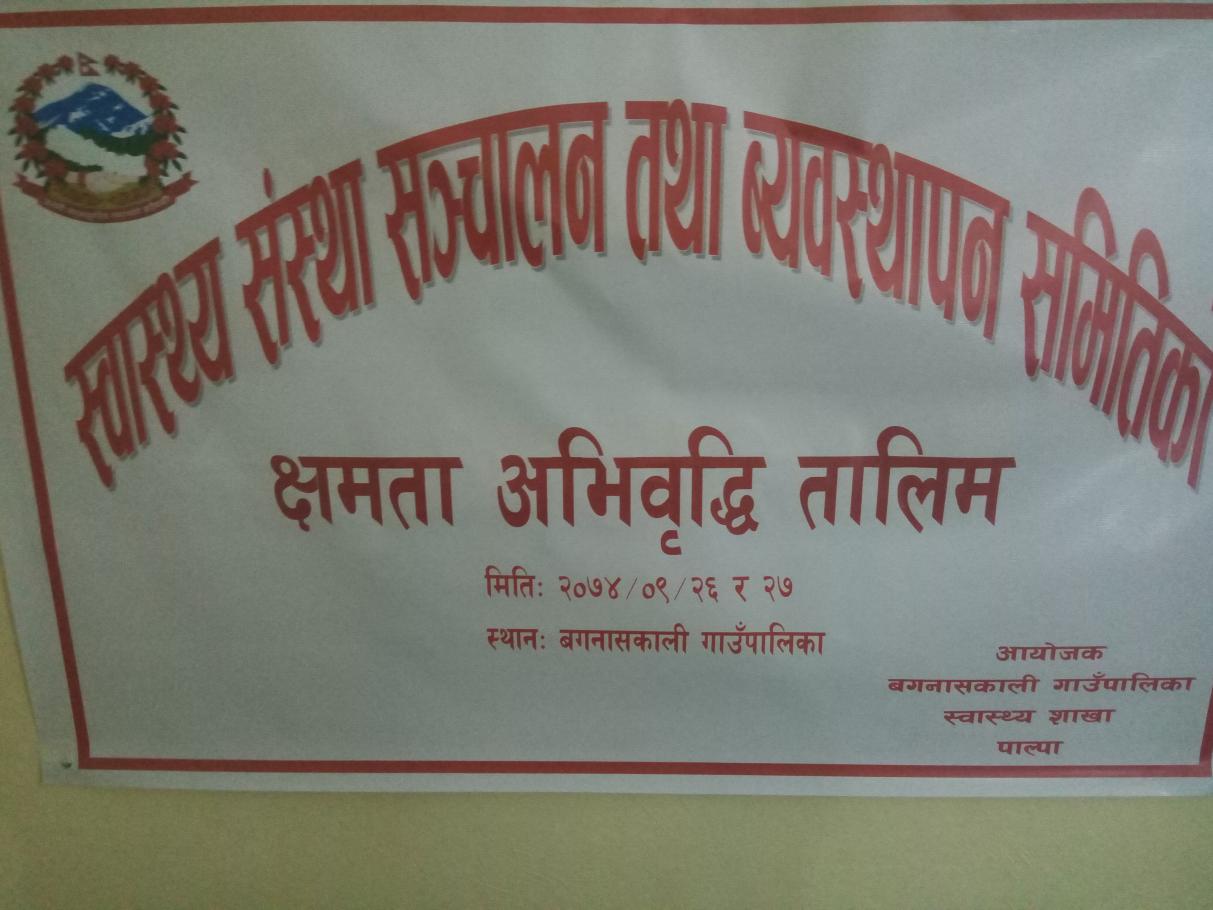 स्वास्थ्य संस्था सञ्चालन तथा ब्यवस्थापन समितिको
क्षमता अभिवृद्धि तालिम
मितिः २०७४/०९/२६ र २७
स्थानः बगनासकाली गाउँपालिका
आयोजक
बगनासकाली गाउँपालिका
स्वास्थ्य शाखा
पाल्पा